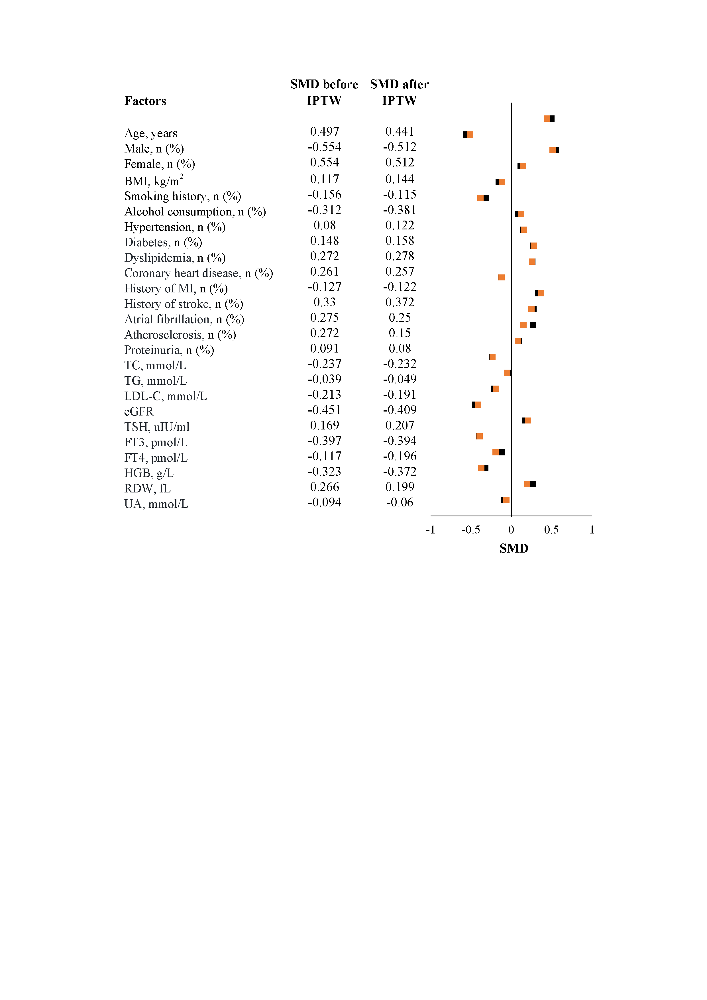 SMD before SMD after
Factors IPTW IPTW
Age, years 0.497 0.441
Male, n (%) -0.554 -0.512
Female, n (%) 0.554 0.512
BMI, kg/m² 0.117 0.144
Smoking history, n (%) -0.156 -0.115
Alcohol consumption, n (%) -0.312 -0.381
Hypertension, n (%) 0.08 0.122
Diabetes, n (%) 0.148 0.158
Dyslipidemia, n (%) 0.272 0.278
Coronary heart disease, n (%) 0.261 0.257
History of MI, n (%) -0.127 -0.122
History of stroke, n (%) 0.33 0.372
Atrial fibrillation, n (%) 0.275 0.25
Atherosclerosis, n (%) 0.272 0.15
Proteinuria, n (%) 0.091 0.08
TC, mmol/L -0.237 -0.232
TG, mmol/L -0.039 -0.049
LDL-C, mmol/L -0.213 -0.191
eGFR -0.451 -0.409
TSH, uIU/ml 0.169 0.207
FT3, pmol/L -0.397 -0.394
FT4, pmol/L -0.117 -0.196
HGB, g/L -0.323 -0.372
RDW, fL 0.266 0.199
UA, mmol/L -0.094 -0.06
-1 -0.5 0 0.5 1
SMD